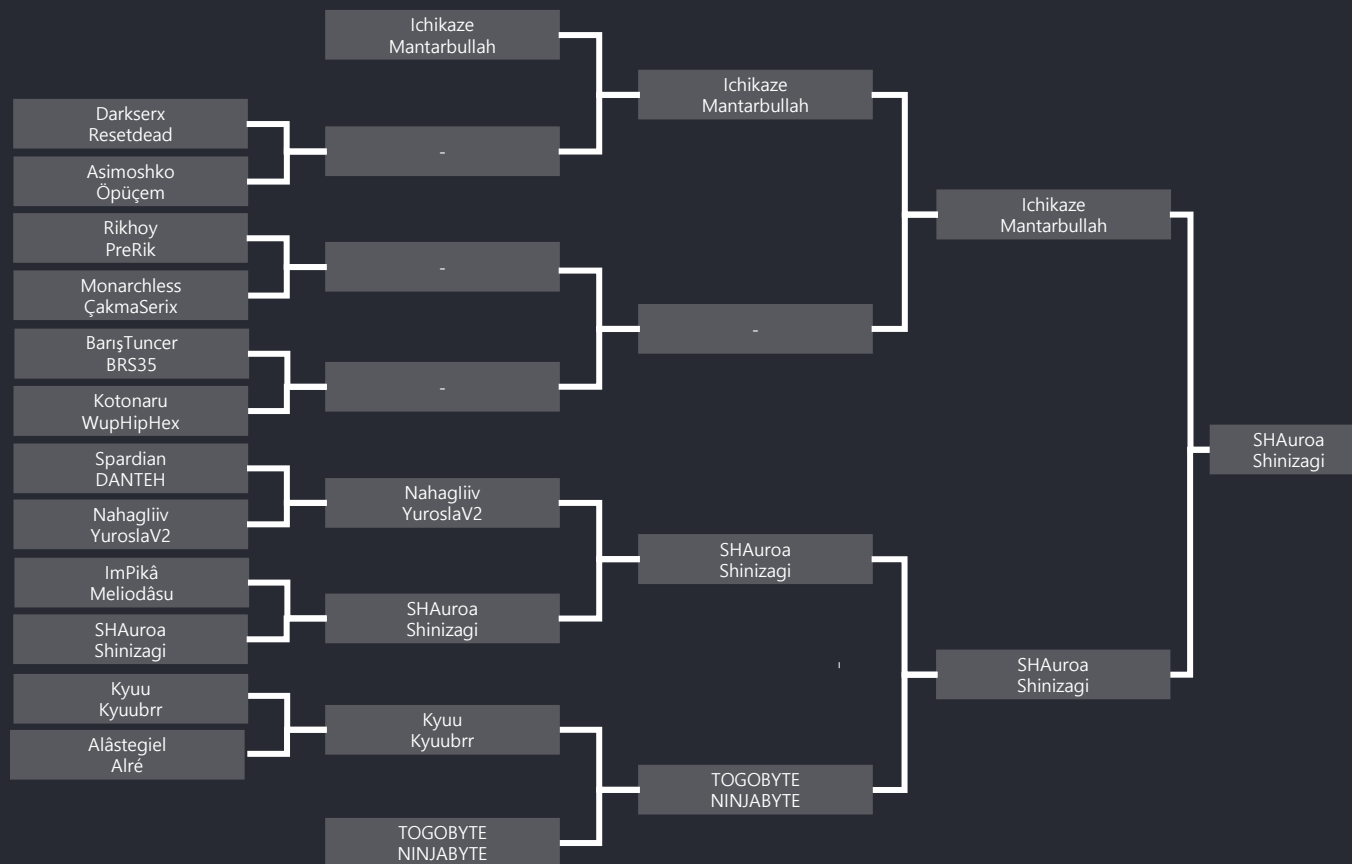 Ichikaze
Mantarbullah
Darkserx
Resetdead
Asimoshko
Öpüçem
Rikhoy
PreRik
Monarchless
ÇakmaSerix
BarışTuncer
BRS35
Kotonaru
WupHipHex
Spardian
DANTEH
Nahagliiv
YuroslaV2
ImPikâ
Meliodâsu
SHAuroa
Shinizagi
Kyuu
Kyuubrr
Alâstegiel
Alré
-
-
-
Nahagliiv
YuroslaV2
SHAuroa
Shinizagi
Kyuu
Kyuubrr
TOGOBYTE
NINJABYTE
Ichikaze
Mantarbullah
-
SHAuroa
Shinizagi
TOGOBYTE
NINJABYTE
Ichikaze
Mantarbullah
SHAuroa
Shinizagi
SHAuroa
Shinizagi